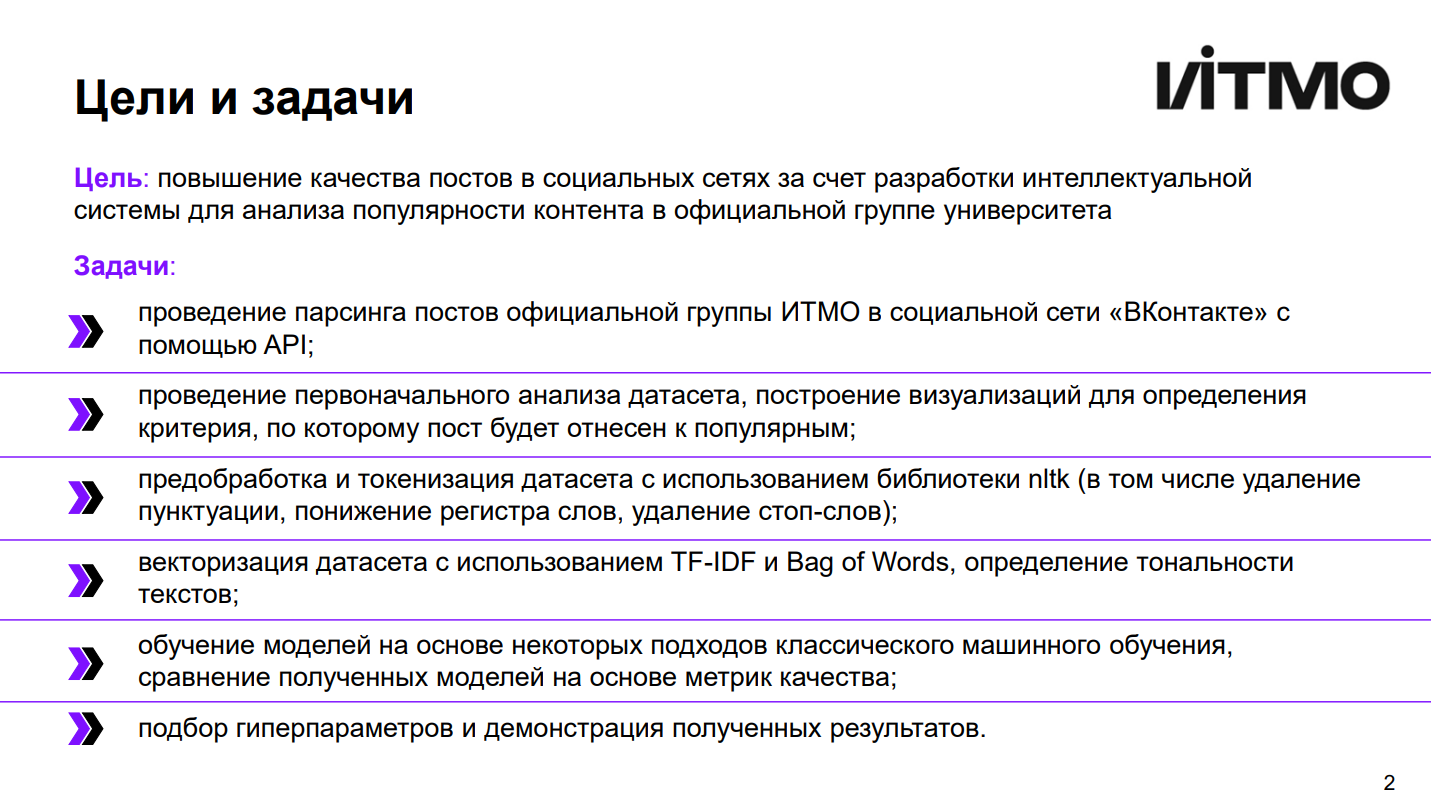 Цели и задачи
ИТМО
Цель: повышение качества постов в социальных сетях за счет разработки интеллектуальной
системы для анализа популярности контента в официальной группе университета
Задачи:
проведение парсинга постов официальной группы ИТМО в социальной сети «ВКонтакте» с
помощью API;
проведение первоначального анализа датасета, построение визуализаций для определения
критерия, по которому пост будет отнесен к популярным;
предобработка и токенизация датасета с использованием библиотеки nltk (в том числе удаление
пунктуации, понижение регистра слов, удаление стоп-слов);
векторизация датасета с использованием TF-IDF и Bag of Words, определение тональности
текстов;
обучение моделей на основе некоторых подходов классического машинного обучения,
сравнение полученных моделей на основе метрик качества;
подбор гиперпараметров и демонстрация полученных результатов.
2